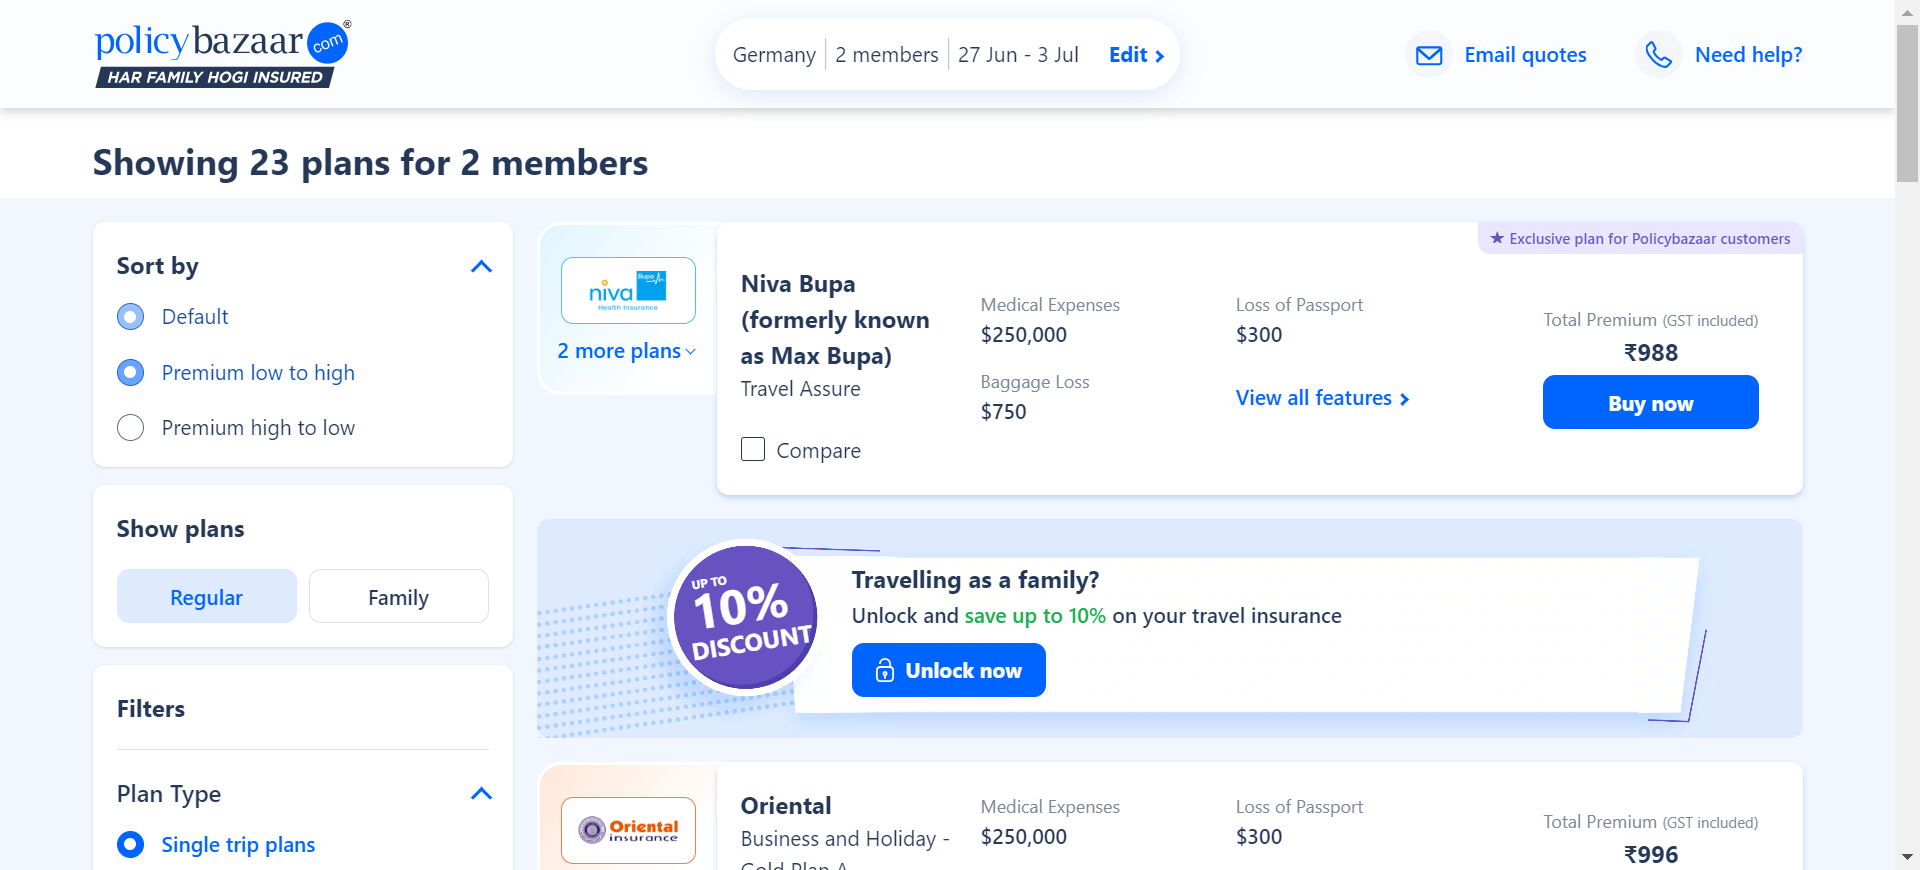 policybazaar com ®
HAR FAMILY HOGI INSURED
Germany 2 members 27 Jun - 3 Jul Edit
Email quotes
Need help?
Showing 23 plans for 2 members
Sort by
Default
Premium low to high
Premium high to low
Show plans
Regular Family
Filters
Plan Type
Single trip plans
niva Bupa
Health Insurance
2 more plans
Exclusive plan for Policybazaar customers
Niva Bupa
(formerly known
as Max Bupa)
Travel Assure
Compare
Medical Expenses
$250,000
Loss of Passport
$300
Baggage Loss
$750
View all features
Total Premium (GST included)
₹988
Buy now
UP TO
10%
DISCOUNT
Travelling as a family?
Unlock and save up to 10% on your travel insurance
Unlock now
Oriental
insurance
Oriental
Business and Holiday -
Gold Plan A
Medical Expenses
$250,000
Loss of Passport
$300
Total Premium (GST included)
₹996